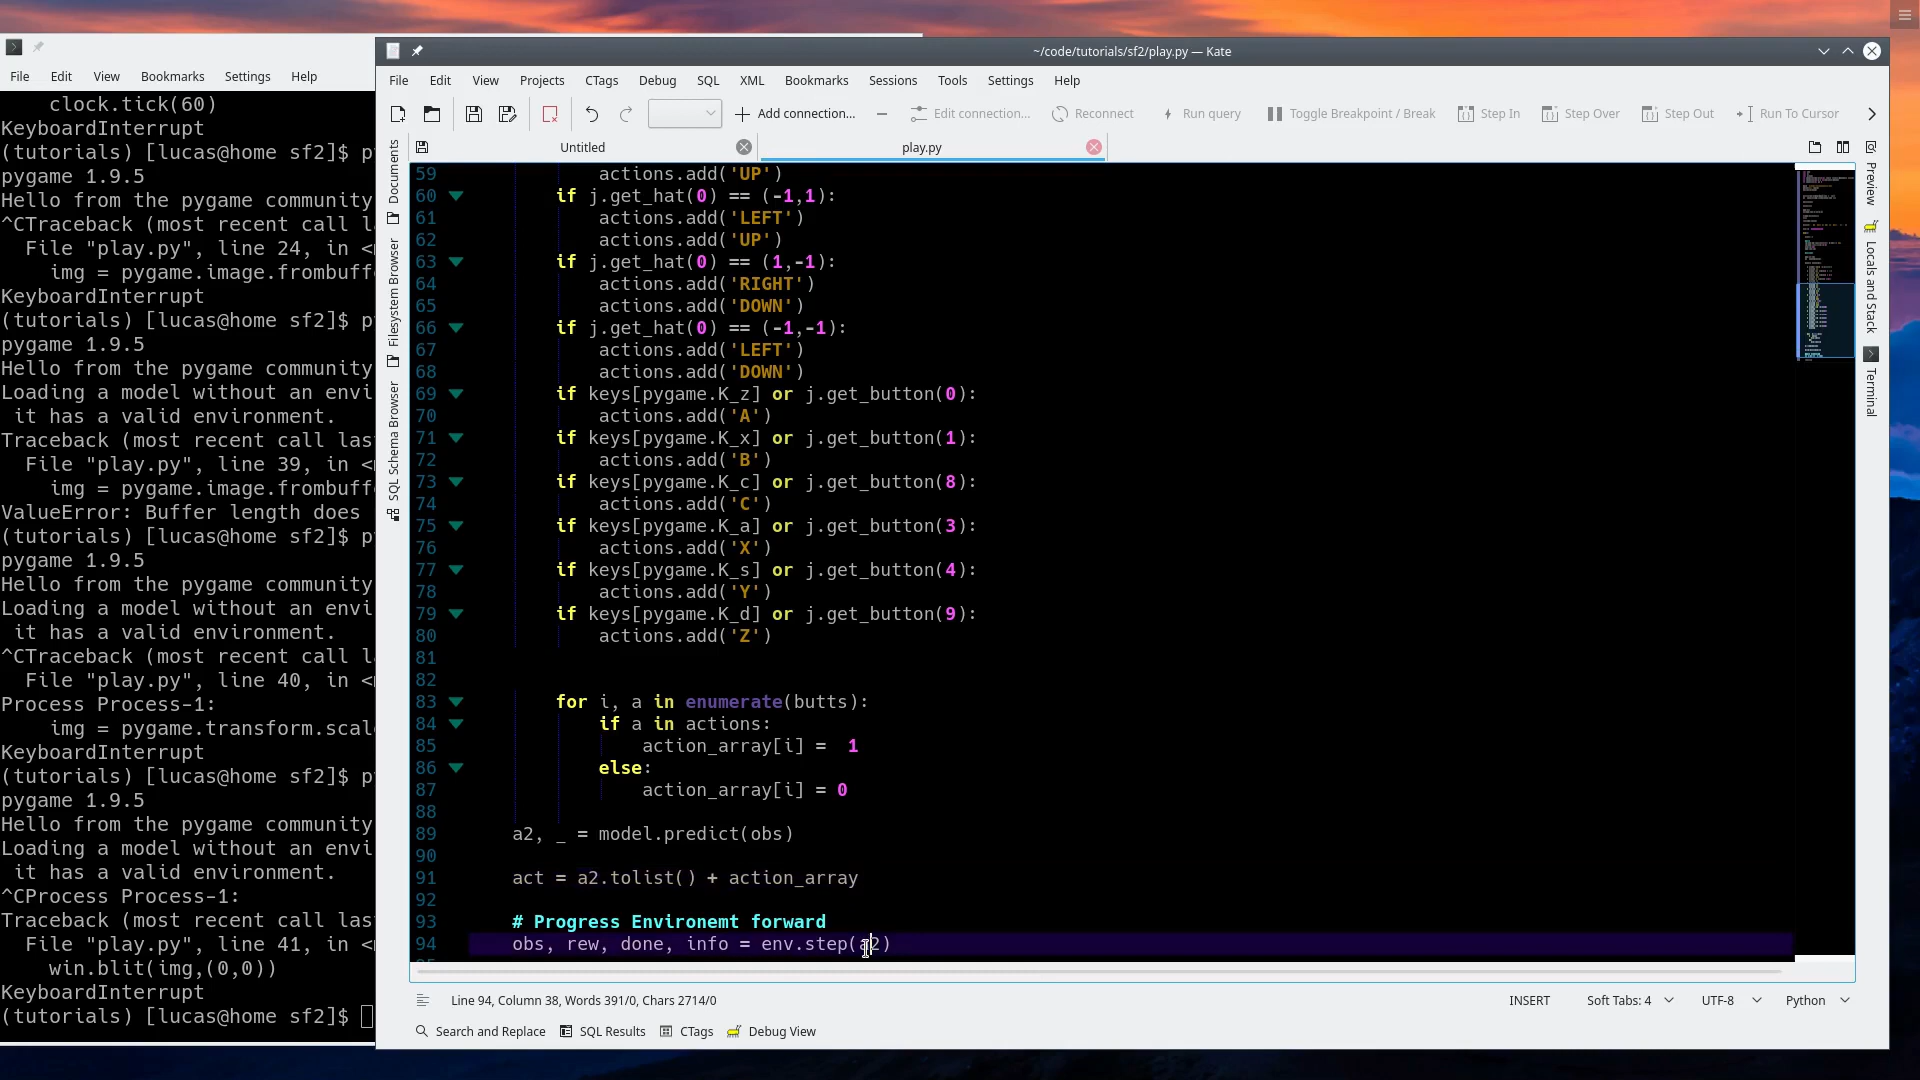 File Edit View Bookmarks Settings Help
clock.tick(60)
KeyboardInterrupt
(tutorials) [lucas@home sf2]$ p
pygame 1.9.5
Hello from the pygame community
^CTraceback (most recent call l
File "play.py", line 24, in <
img = pygame.image.frombuff
KeyboardInterrupt
(tutorials) [lucas@home sf2]$ p
pygame 1.9.5
Hello from the pygame community
Loading a model without an envi
it has a valid environment.
Traceback (most recent call las
File "play.py", line 39, in <
img = pygame.image.frombuff
ValueError: Buffer length does
(tutorials) [lucas@home sf2]$ p
pygame 1.9.5
Hello from the pygame community
Loading a model without an envi
it has a valid environment.
^CTraceback (most recent call l
File "play.py", line 40, in <
Process Process-1:
img = pygame.transform.scal
KeyboardInterrupt
(tutorials) [lucas@home sf2]$ p
pygame 1.9.5
Hello from the pygame community
Loading a model without an envi
it has a valid environment.
^CProcess Process-1:
Traceback (most recent call las
File "play.py", line 41, in <
win.blit(img,(0,0))
KeyboardInterrupt
(tutorials) [lucas@home sf2]$
~/code/tutorials/sf2/play.py — Kate
File Edit View Projects CTags Debug SQL XML Bookmarks Sessions Tools Settings Help
Add connection... Edit connection... Reconnect Run query Toggle Breakpoint / Break Step In Step Over Step Out Run To Cursor
Untitled play.py
Documents
Filesystem Browser
SQL Schema Browser
59 actions.add('UP')
60 if j.get_hat(0) == (-1,1):
61 actions.add('LEFT')
62 actions.add('UP')
63 if j.get_hat(0) == (1,-1):
64 actions.add('RIGHT')
65 actions.add('DOWN')
66 if j.get_hat(0) == (-1,-1):
67 actions.add('LEFT')
68 actions.add('DOWN')
69 if keys[pygame.K_z] or j.get_button(0):
70 actions.add('A')
71 if keys[pygame.K_x] or j.get_button(1):
72 actions.add('B')
73 if keys[pygame.K_c] or j.get_button(8):
74 actions.add('C')
75 if keys[pygame.K_a] or j.get_button(3):
76 actions.add('X')
77 if keys[pygame.K_s] or j.get_button(4):
78 actions.add('Y')
79 if keys[pygame.K_d] or j.get_button(9):
80 actions.add('Z')
81
82
83 for i, a in enumerate(butts):
84 if a in actions:
85 action_array[i] =  1
86 else:
87 action_array[i] = 0
88
89 a2, _ = model.predict(obs)
90
91 act = a2.tolist() + action_array
92
93 # Progress Environemt forward
94 obs, rew, done, info = env.step(a2)
Preview
Locals and Stack
Terminal
Line 94, Column 38, Words 391/0, Chars 2714/0 INSERT Soft Tabs: 4 UTF-8 Python
Search and Replace SQL Results CTags Debug View